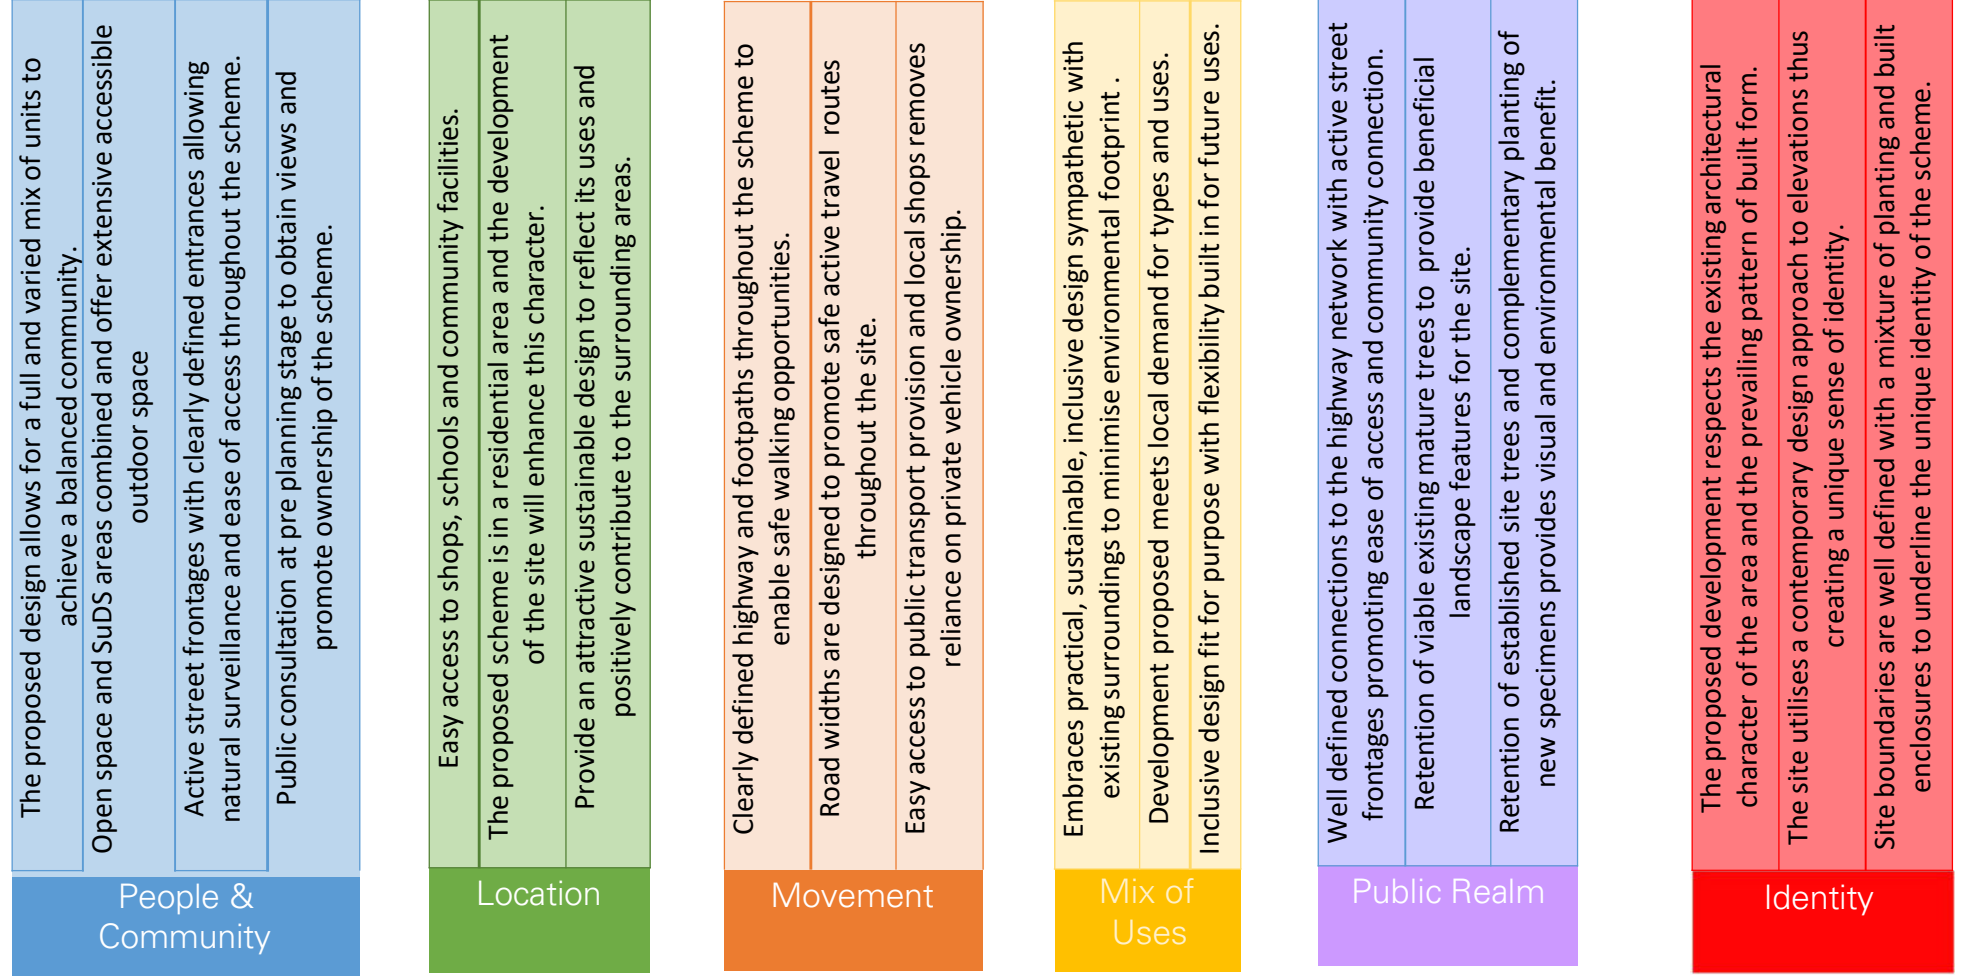 The proposed design allows for a full and varied mix of units to
achieve a balanced community.
Open space and SuDS areas combined and offer extensive accessible
outdoor space
Active street frontages with clearly defined entrances allowing
natural surveillance and ease of access throughout the scheme.
Public consultation at pre planning stage to obtain views and
promote ownership of the scheme.
People &
Community
Easy access to shops, schools and community facilities.
The proposed scheme is in a residential area and the development
of the site will enhance this character.
Provide an attractive sustainable design to reflect its uses and
positively contribute to the surrounding areas.
Location
Clearly defined highway and footpaths throughout the scheme to
enable safe walking opportunities.
Road widths are designed to promote safe active travel routes
throughout the site.
Easy access to public transport provision and local shops removes
reliance on private vehicle ownership.
Movement
Embraces practical, sustainable, inclusive design sympathetic with
existing surroundings to minimise environmental footprint .
Development proposed meets local demand for types and uses.
Inclusive design fit for purpose with flexibility built in for future uses.
Mix of
Uses
Well defined connections to the highway network with active street
frontages promoting ease of access and community connection.
Retention of viable existing mature trees to provide beneficial
landscape features for the site.
Retention of established site trees and complementary planting of
new specimens provides visual and environmental benefit.
Public Realm
The proposed development respects the existing architectural
character of the area and the prevailing pattern of built form.
The site utilises a contemporary design approach to elevations thus
creating a unique sense of identity.
Site boundaries are well defined with a mixture of planting and built
enclosures to underline the unique identity of the scheme.
Identity